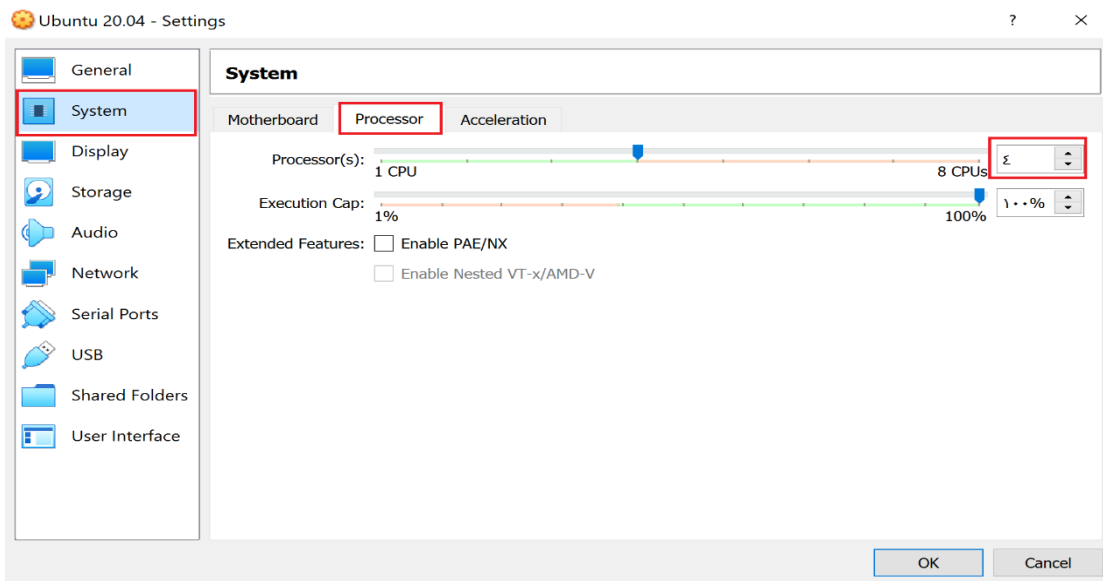 Ubuntu 20.04 - Settings
?
General
System
Display
Storage
Audio
Network
Serial Ports
USB
Shared Folders
User Interface
System
Motherboard
Processor
Acceleration
Processor(s):
1 CPU
8 CPUs
٤
Execution Cap:
1%
100%
١٠٠%
Extended Features:
Enable PAE/NX
Enable Nested VT-x/AMD-V
OK
Cancel